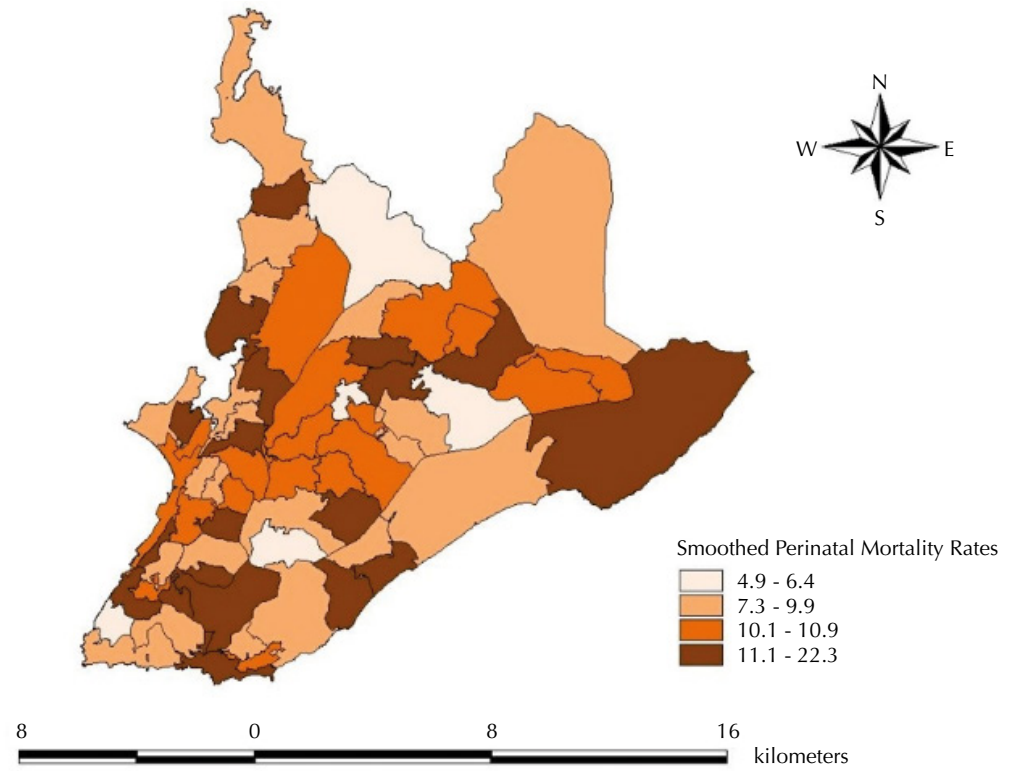 N
W E
S
Smoothed Perinatal Mortality Rates
4.9 - 6.4
7.3 - 9.9
10.1 - 10.9
11.1 - 22.3
8 0 8 16
kilometers